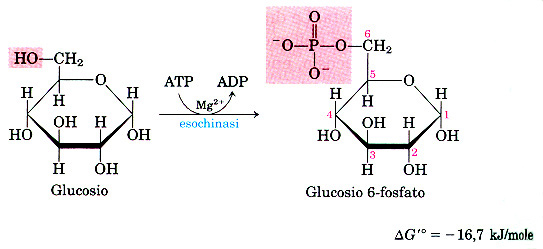 HO—CH₂
O
H
H
H
OH
H
HO
OH
H
OH
Glucosio
ATP
ADP
Mg²⁺
esochinasi
O
⁻O—P—O—CH₂
O⁻
6
5
O
H
H
H
4
1
OH
H
HO
OH
3
2
H
OH
Glucosio 6-fosfato
ΔG′° = −16,7 kJ/mole